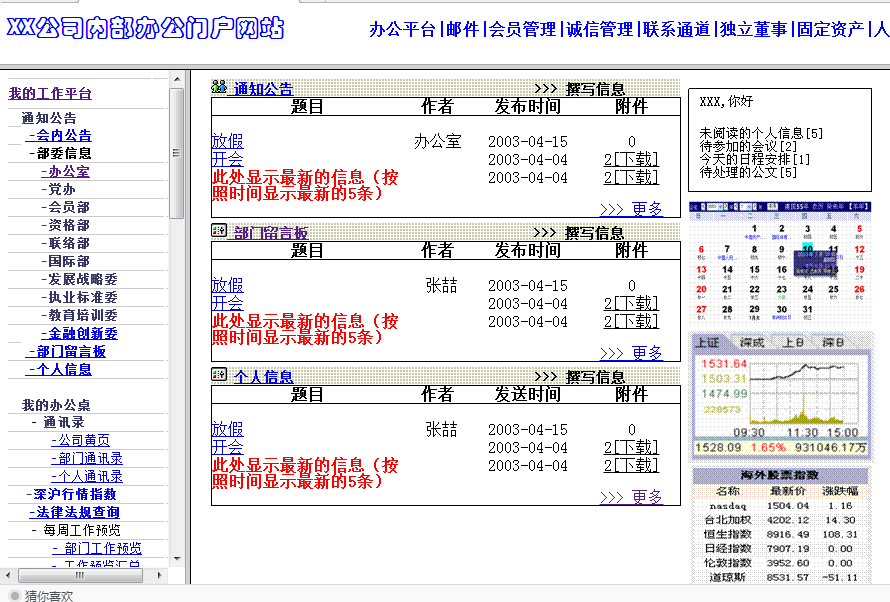 XX公司内部办公门户网站
办公平台|邮件|会员管理|诚信管理|联系通道|独立董事|固定资产|人
我的工作平台
通知公告
-会内公告
-部委信息
-办公室
-党办
-会员部
-资格部
-联络部
-国际部
-发展战略委
-执业标准委
-教育培训委
-金融创新委
-部门留言板
-个人信息
我的办公桌
- 通讯录
-公司黄页
-部门通讯录
-个人通讯录
-深沪行情指数
-法律法规查询
- 每周工作预览
- 部门工作预览
- 工作预览汇总
通知公告 >>> 撰写信息
题目 作者 发布时间 附件
放假 办公室 2003-04-15 0
开会 2003-04-04 2[下载]
此处显示最新的信息（按 2003-04-04 2[下载]
照时间显示最新的5条）
>>> 更多
部门留言板 >>> 撰写信息
题目 作者 发布时间 附件
放假 张喆 2003-04-15 0
开会 2003-04-04 2[下载]
此处显示最新的信息（按 2003-04-04 2[下载]
照时间显示最新的5条）
>>> 更多
个人信息 >>> 撰写信息
题目 作者 发送时间 附件
放假 张喆 2003-04-15 0
开会 2003-04-04 2[下载]
此处显示最新的信息（按 2003-04-04 2[下载]
照时间显示最新的5条）
>>> 更多
XXX,你好
未阅读的个人信息[5]
待参加的会议[2]
今天的日程安排[1]
待处理的公文[5]
日 一 二 三 四 五 六
1 2 3 4 5
6 7 8 9 10 11 12
13 14 15 16 18 19
20 21 22 23 24 25 26
27 28 29 30 31
上证 深成 上B 深B
1531.64
1503.31
1474.99
228573
09:30 11:30 15:00
1528.09 1.65% 931046.17万
海外股票指数
名称 最新价 涨跌幅
nasdaq 1504.04 1.16
台北加权 4202.12 14.30
恒生指数 8916.49 108.31
日经指数 7907.19 0.00
伦敦指数 3952.60 0.00
道琼斯 8531.57 -51.11
猜你喜欢